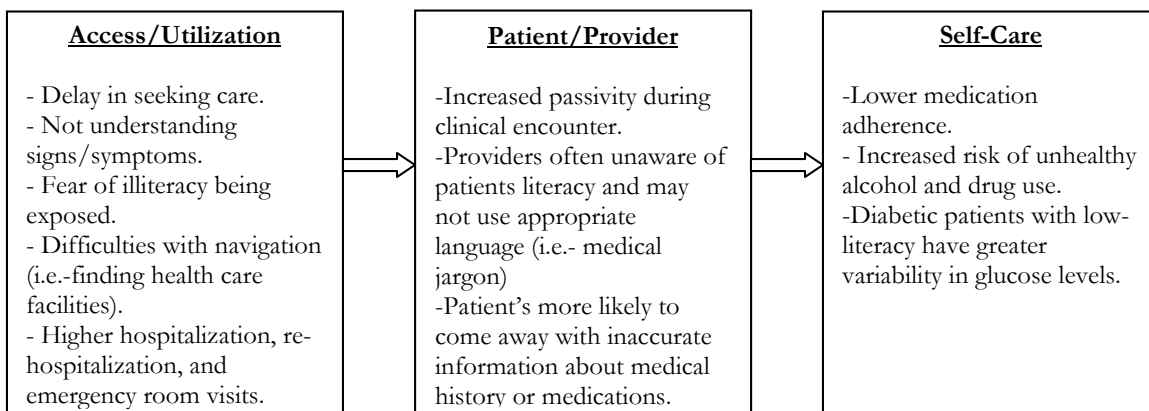 Access/Utilization
- Delay in seeking care.
- Not understanding
signs/symptoms.
- Fear of illiteracy being
exposed.
- Difficulties with navigation
(i.e.-finding health care
facilities).
- Higher hospitalization, re-
hospitalization, and
emergency room visits.
Patient/Provider
-Increased passivity during
clinical encounter.
-Providers often unaware of
patients literacy and may
not use appropriate
language (i.e.- medical
jargon)
-Patient’s more likely to
come away with inaccurate
information about medical
history or medications.
Self-Care
-Lower medication
adherence.
- Increased risk of unhealthy
alcohol and drug use.
-Diabetic patients with low-
literacy have greater
variability in glucose levels.